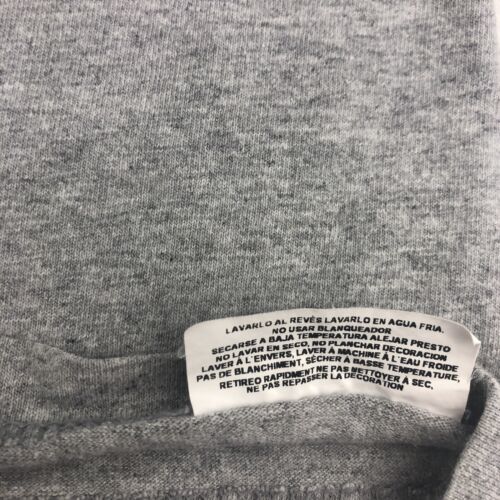 LAVARLO AL REVÉS LAVARLO EN AGUA FRIA.
NO USAR BLANQUEADOR
SECARSE A BAJA TEMPERATURA ALEJAR PRESTO
NO LAVAR EN SECO, NO PLANCHAR DECORACION
LAVER À L'ENVERS, LAVER À MACHINE À L'EAU FROIDE
PAS DE BLANCHIMENT, SÉCHER À BASSE TEMPERATURE,
RETIREO RAPIDMENT NE PAS NETTOYER À SEC,
NE PAS REPASSER LA DECORATION